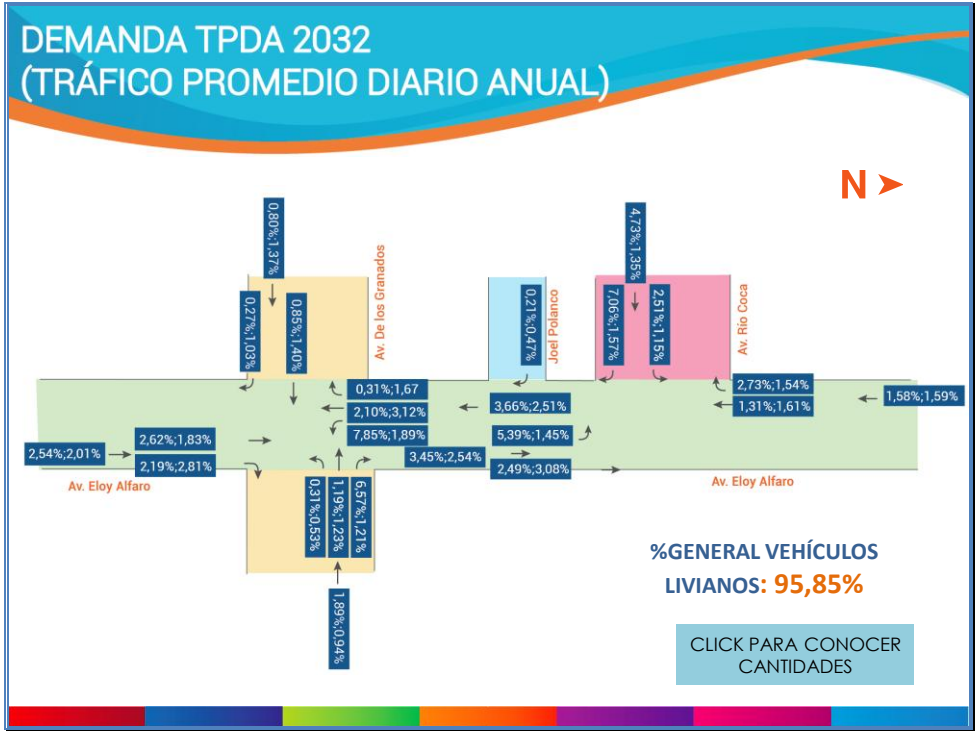 DEMANDA TPDA 2032
(TRÁFICO PROMEDIO DIARIO ANUAL)
N
0,80%;1,37%
4,73%;1,35%
Av. De los Granados
0,27%;1,03%
0,85%;1,40%
0,21%;0,47%
Joel Polanco
7,06%;1,57%
2,51%;1,15%
Av. Río Coca
0,31%;1,67
2,10%;3,12%
7,85%;1,89%
3,66%;2,51%
5,39%;1,45%
2,73%;1,54%
1,31%;1,61%
1,58%;1,59%
2,54%;2,01%
2,62%;1,83%
2,19%;2,81%
3,45%;2,54%
2,49%;3,08%
Av. Eloy Alfaro
Av. Eloy Alfaro
0,31%;0,53%
1,19%;1,23%
6,57%;1,21%
1,89%;0,94%
%GENERAL VEHÍCULOS
LIVIANOS: 95,85%
CLICK PARA CONOCER
CANTIDADES